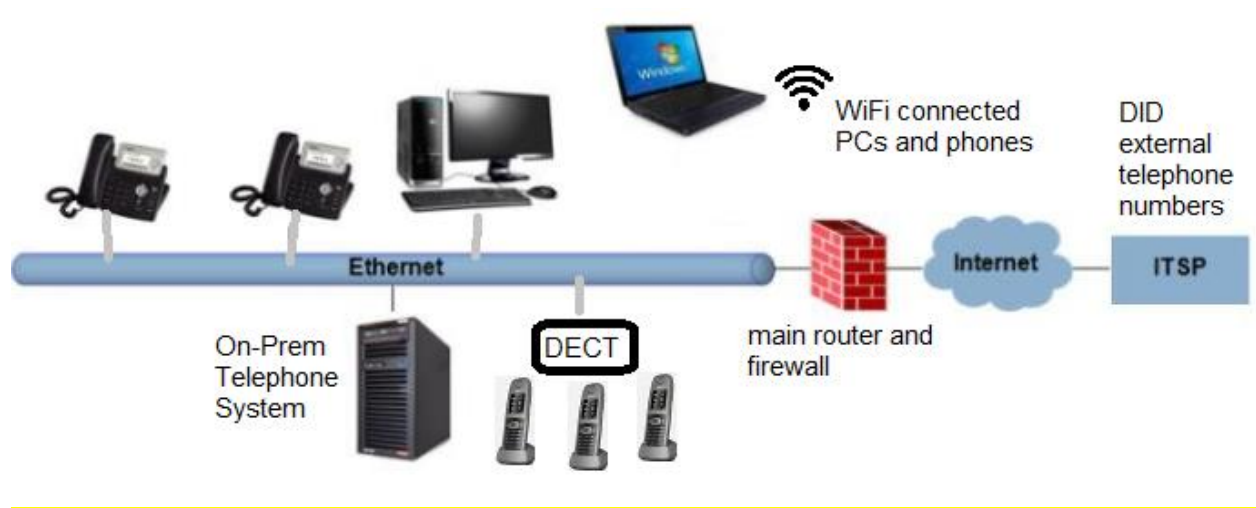 Windows
WiFi connected
PCs and phones
DID
external
telephone
numbers
Ethernet
Internet
ITSP
On-Prem
Telephone
System
DECT
main router and
firewall